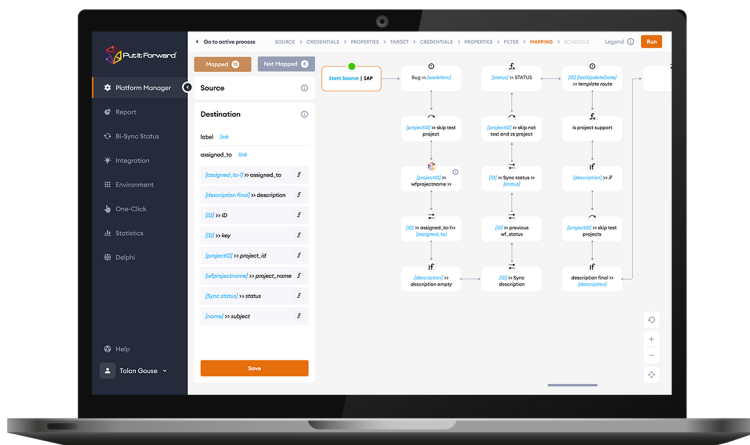 Put It Forward
Platform Manager
Report
Bi-Sync Status
Integration
Environment
One-Click
Statistics
Delphi
Help
Talan Gouse
Go to active process
SOURCE > CREDENTIALS > PROPERTIES > TARGET > CREDENTIALS > PROPERTIES > FILTER > MAPPING > SCHEDULE
Legend
Run
Mapped
Not Mapped
Source
Destination
label link
assigned_to link
[assigned_to-l] >> assigned_to
[description final] >> description
[ID] >> ID
[ID] >> key
[projectID] >> project_id
[wfprojectname] >> project_name
[Sync status] >> status
[name] >> subject
Save
Start Source | SAP
Bug >> [workitem]
[projectID] >> skip test
project
[projectID] >>
wfprojectname >>
[ID] >> assigned_to-l>>
[assigned_to]
[description] >>
description empty
[status] >> STATUS
[projectID] >> skip not
test and zs project
[ID] >> Sync status >>
[status]
[ID] >> previous
wf_status
[ID] >> Sync
description
[ID] [lastUpdateDate]
>> template route
is project support
[description] >> if
[projectID] >> skip test
projects
description final >>
[description]